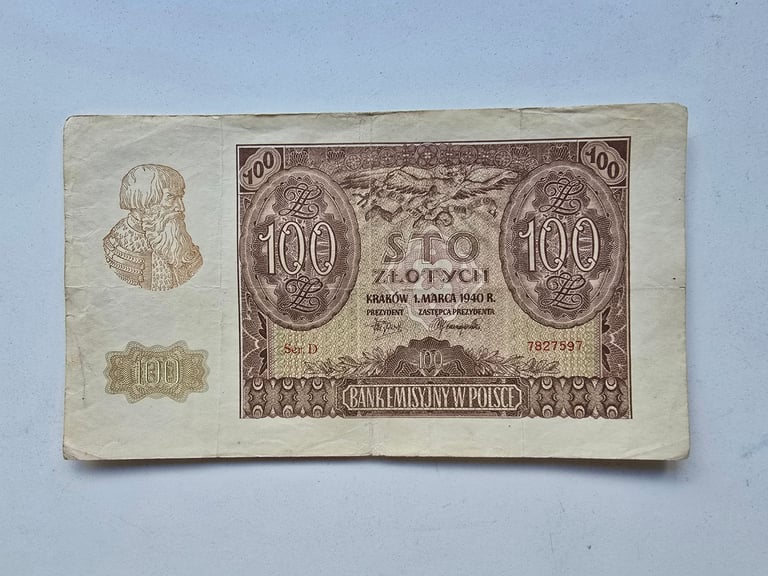 100 100
100 STO 100
ZŁOTYCH
KRAKÓW 1. MARCA 1940 R.
PREZYDENT ZASTĘPCA PREZYDENTA
Ser. D 7827597
100 100
BANK EMISYJNY W POLSCE